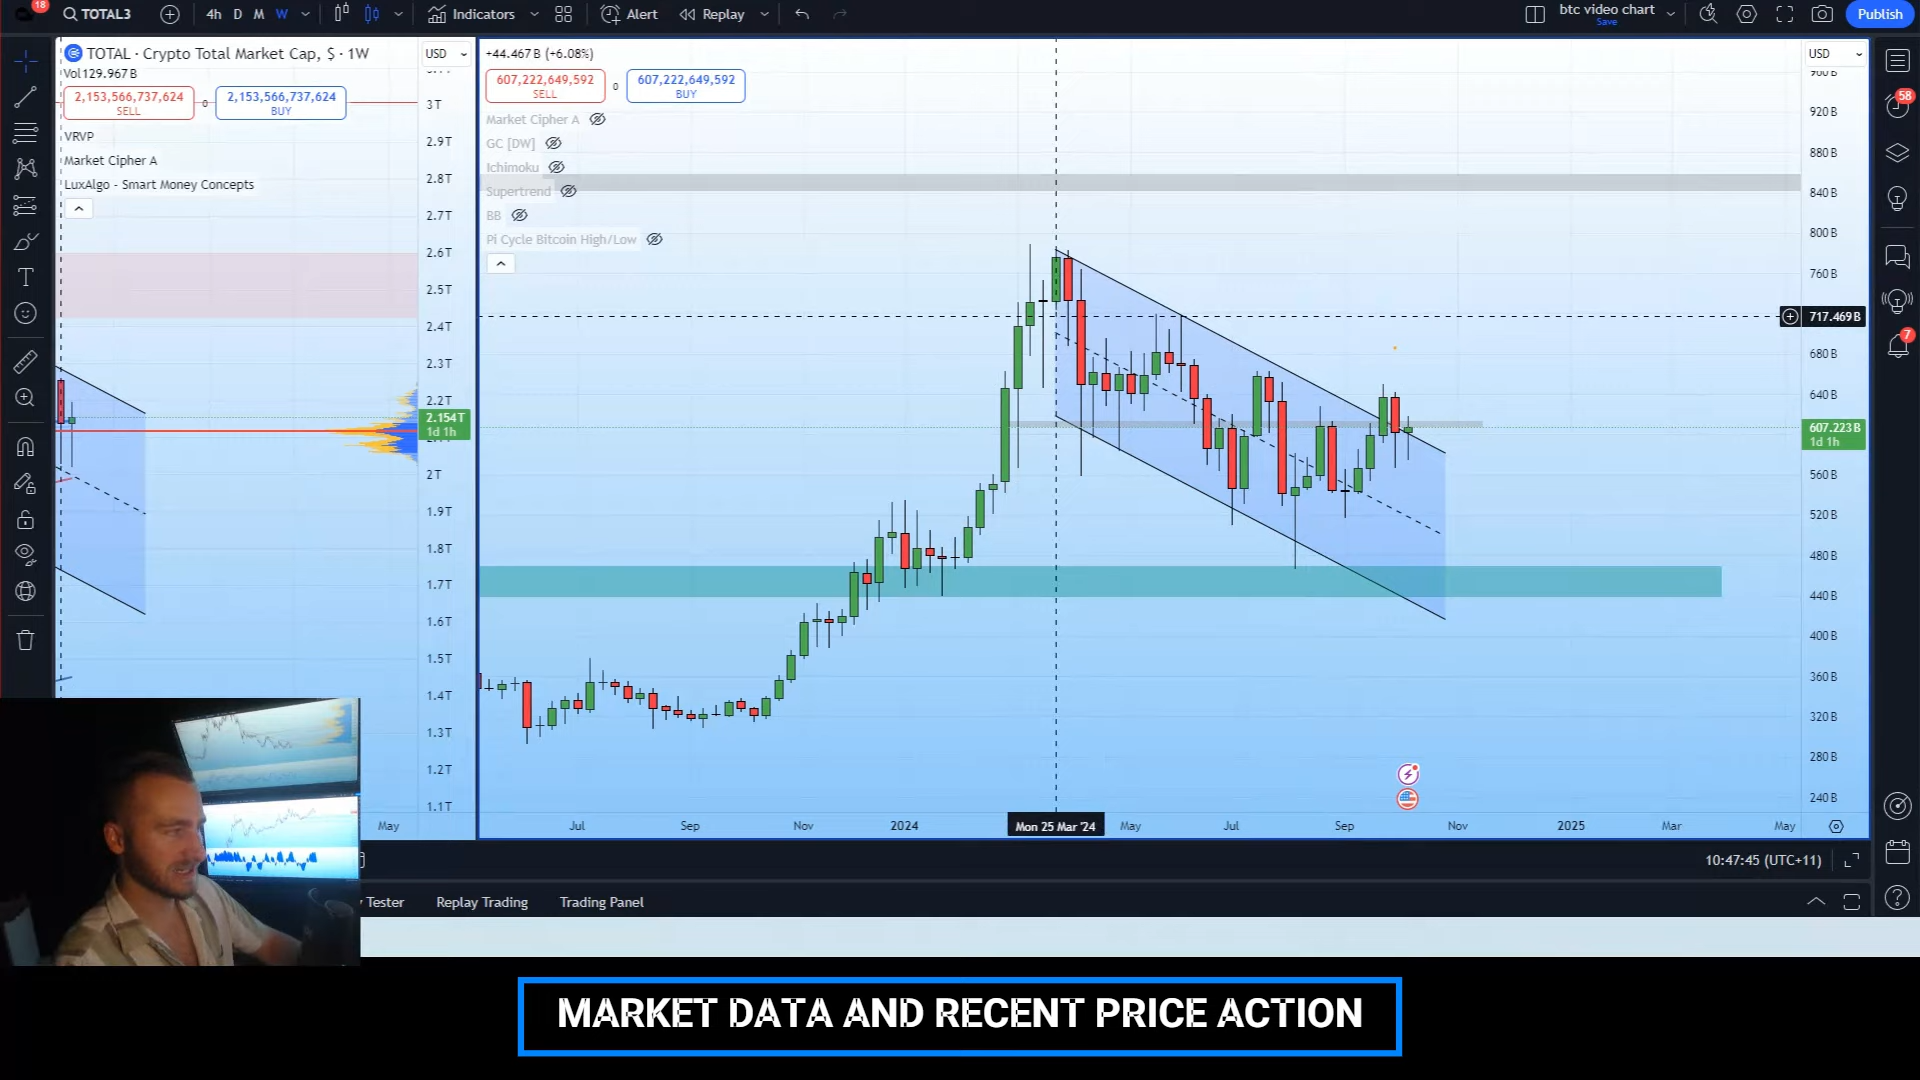 18
TOTAL3
4h D M W
Indicators
Alert
Replay
btc video chart
Save
Publish
TOTAL · Crypto Total Market Cap, $ · 1W
USD
Vol 129.967 B
2,153,566,737,624
SELL
0
2,153,566,737,624
BUY
VRVP
Market Cipher A
LuxAlgo - Smart Money Concepts
3T
2.9T
2.8T
2.7T
2.6T
2.5T
2.4T
2.3T
2.2T
2.154T
1d 1h
2T
1.9T
1.8T
1.7T
1.6T
1.5T
1.4T
1.3T
1.2T
1.1T
May
+44.467 B (+6.08%)
607,222,649,592
SELL
0
607,222,649,592
BUY
Market Cipher A
GC [DW]
Ichimoku
Supertrend
BB
Pi Cycle Bitcoin High/Low
USD
920 B
880 B
840 B
800 B
760 B
717.469 B
680 B
640 B
607.223 B
1d 1h
560 B
520 B
480 B
440 B
400 B
360 B
320 B
280 B
240 B
Jul Sep Nov 2024 Mon 25 Mar '24 May Jul Sep Nov 2025 Mar May
58
7
10:47:45 (UTC+11)
Tester
Replay Trading
Trading Panel
MARKET DATA AND RECENT PRICE ACTION